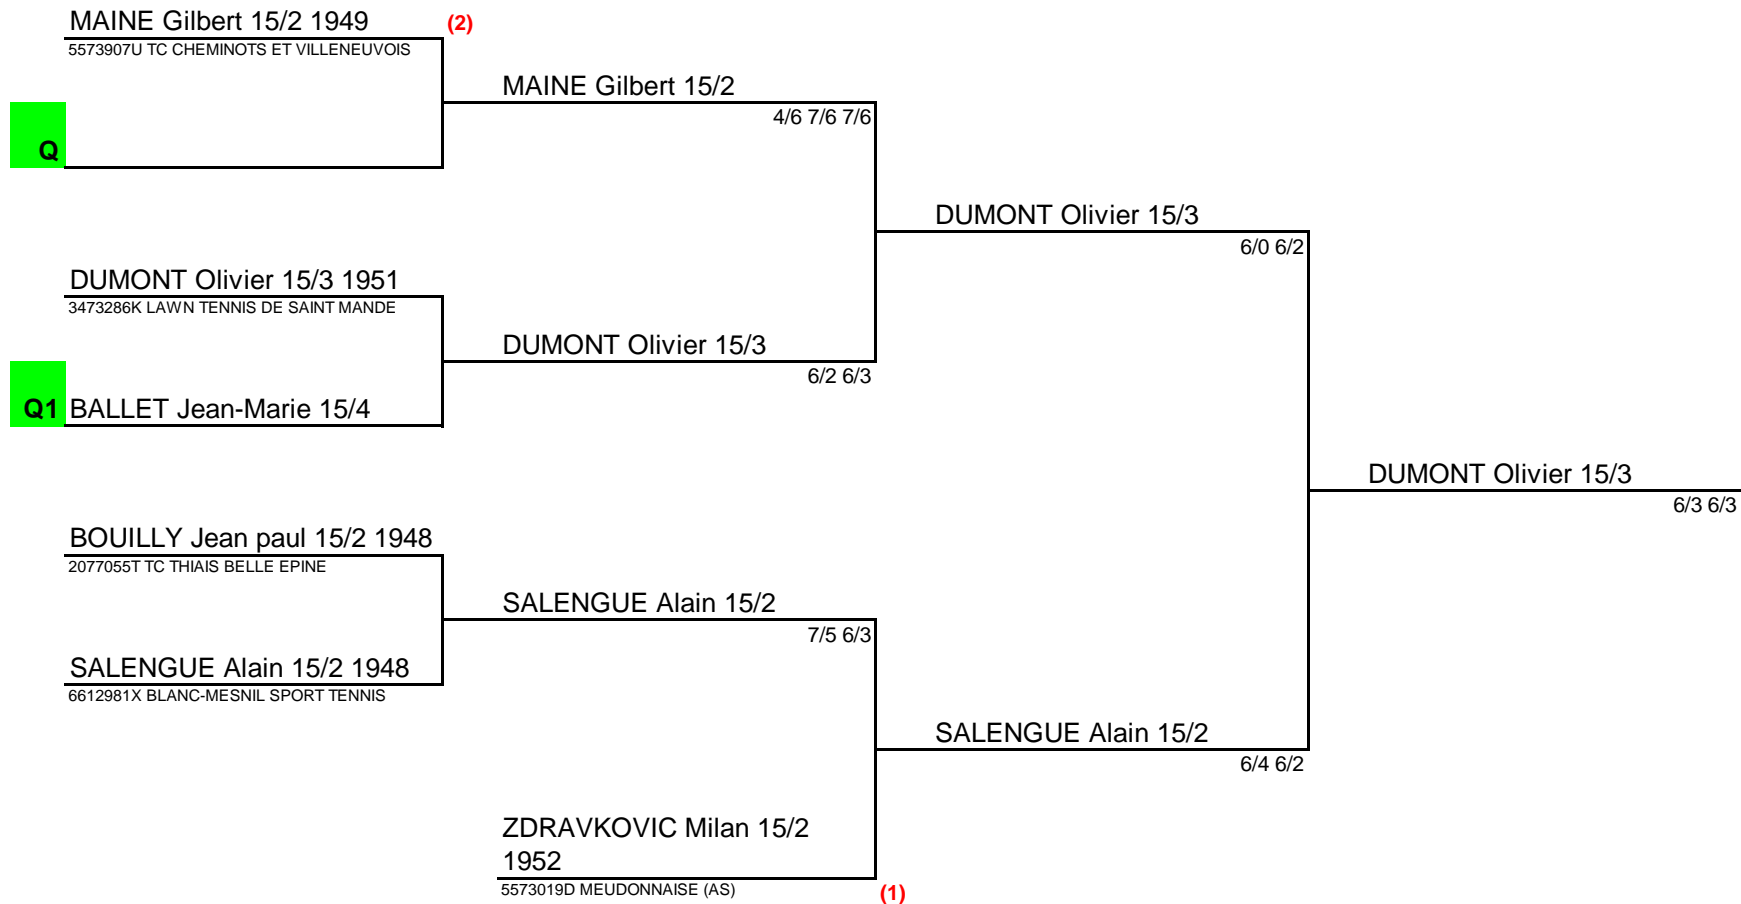 MAINE Gilbert 15/2 1949
(2)
5573907U TC CHEMINOTS ET VILLENEUVOIS
MAINE Gilbert 15/2
4/6 7/6 7/6
Q
DUMONT Olivier 15/3
6/0 6/2
DUMONT Olivier 15/3 1951
3473286K LAWN TENNIS DE SAINT MANDE
DUMONT Olivier 15/3
6/2 6/3
Q1 BALLET Jean-Marie 15/4
DUMONT Olivier 15/3
6/3 6/3
BOUILLY Jean paul 15/2 1948
2077055T TC THIAIS BELLE EPINE
SALENGUE Alain 15/2
7/5 6/3
SALENGUE Alain 15/2 1948
6612981X BLANC-MESNIL SPORT TENNIS
SALENGUE Alain 15/2
6/4 6/2
ZDRAVKOVIC Milan 15/2
1952
5573019D MEUDONNAISE (AS)
(1)